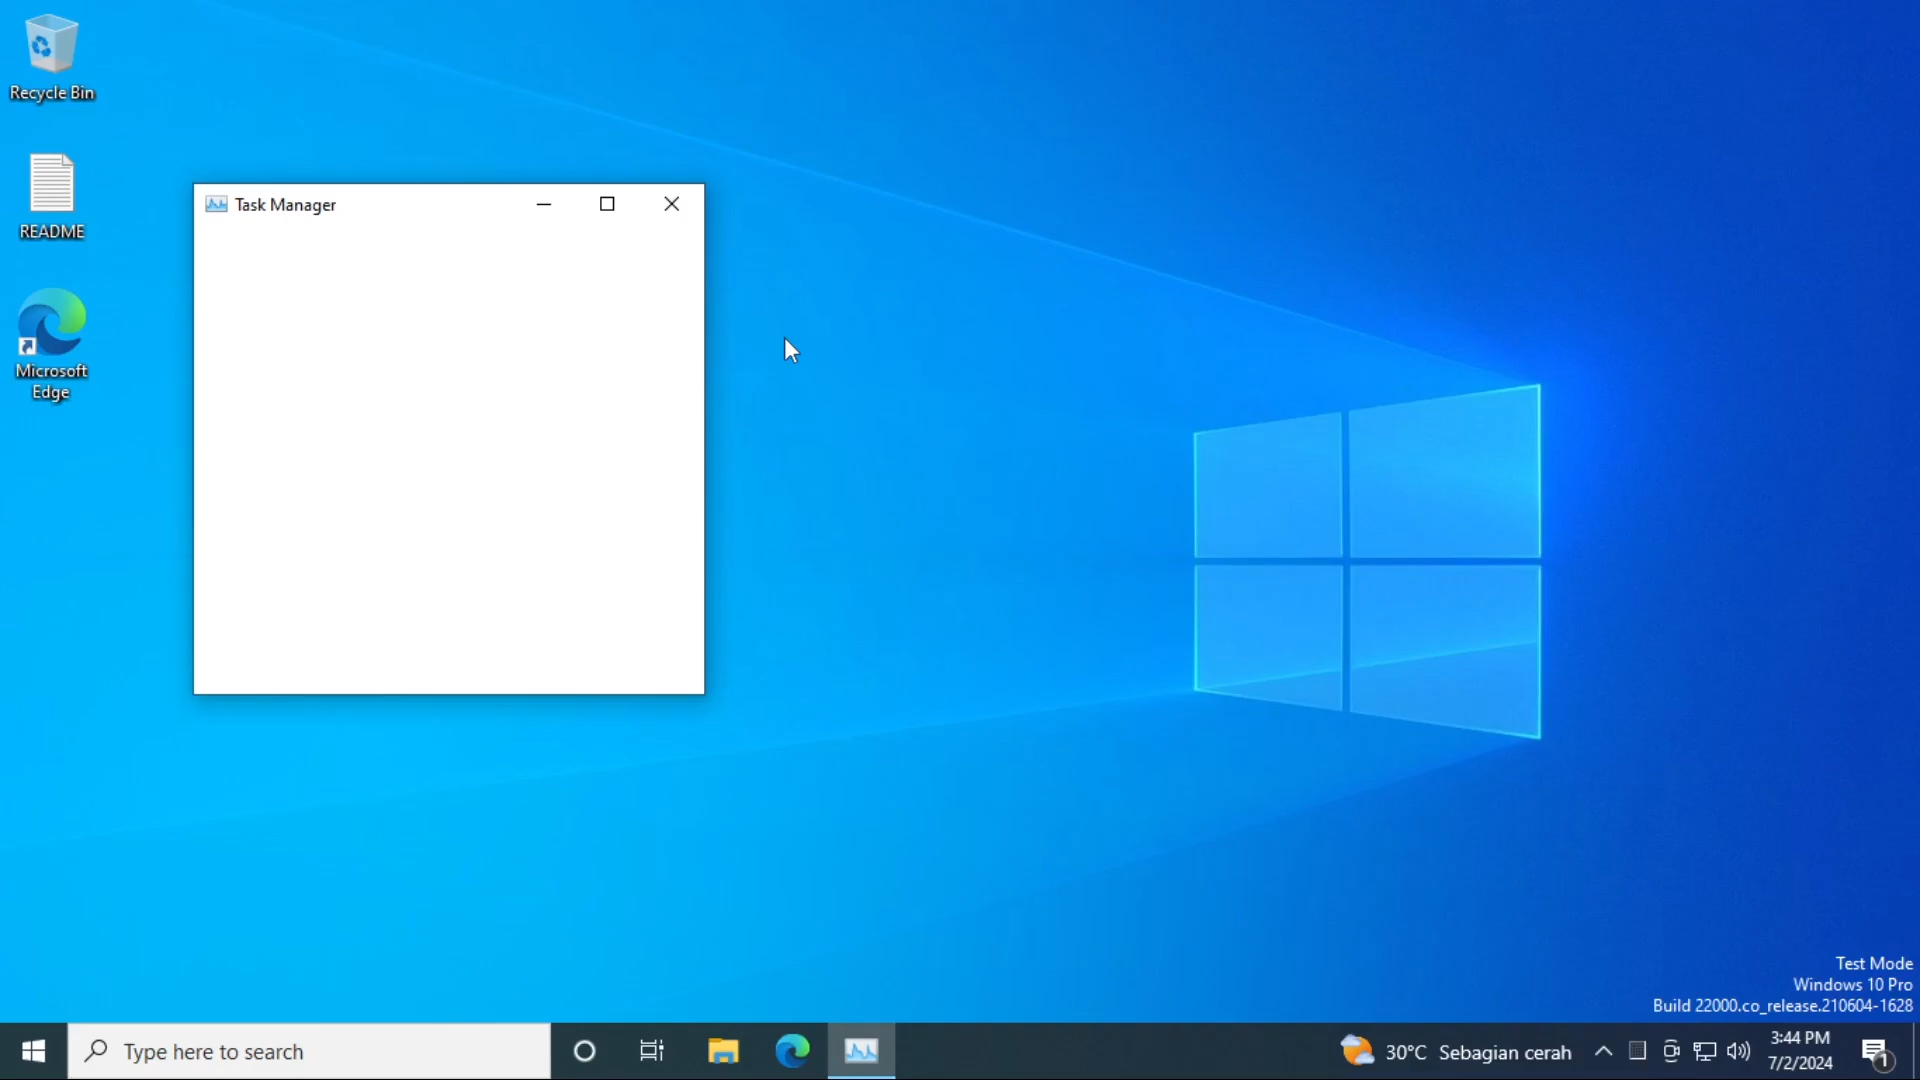 Recycle Bin
README
Microsoft
Edge
Task Manager
Test Mode
Windows 10 Pro
Build 22000.co_release.210604-1628
Type here to search
30°C Sebagian cerah
3:44 PM
7/2/2024
1